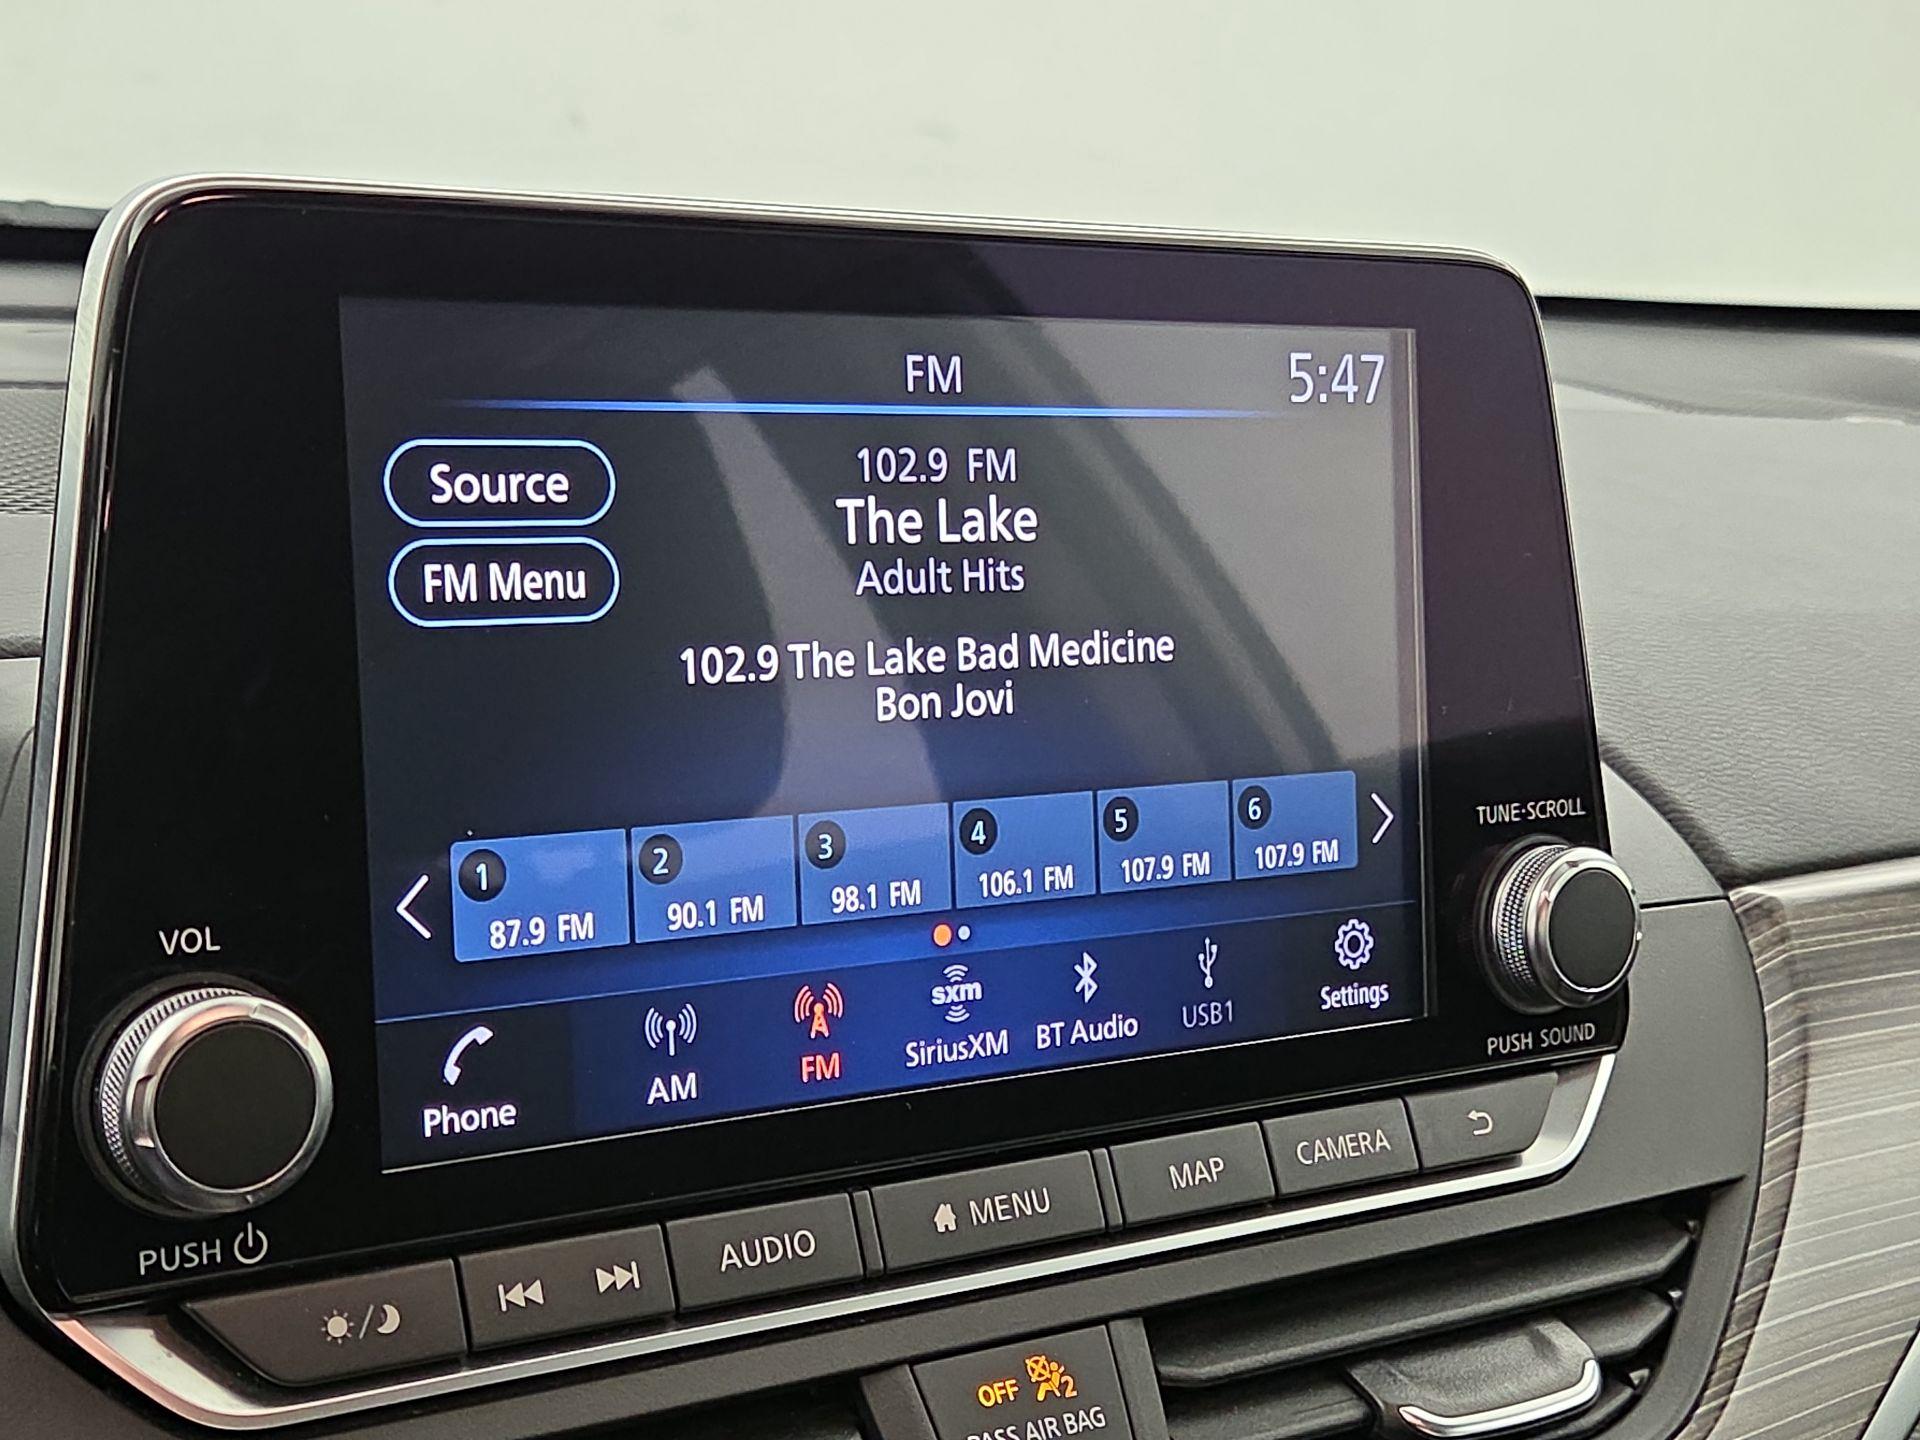 FM
5:47
Source
FM Menu
102.9 FM
The Lake
Adult Hits
102.9 The Lake Bad Medicine
Bon Jovi
1
87.9 FM
2
90.1 FM
3
98.1 FM
4
106.1 FM
5
107.9 FM
6
107.9 FM
Phone
AM
FM
sxm
SiriusXM
BT Audio
USB1
Settings
VOL
PUSH
TUNE·SCROLL
PUSH SOUND
AUDIO
MENU
MAP
CAMERA
OFF
2
PASS AIR BAG